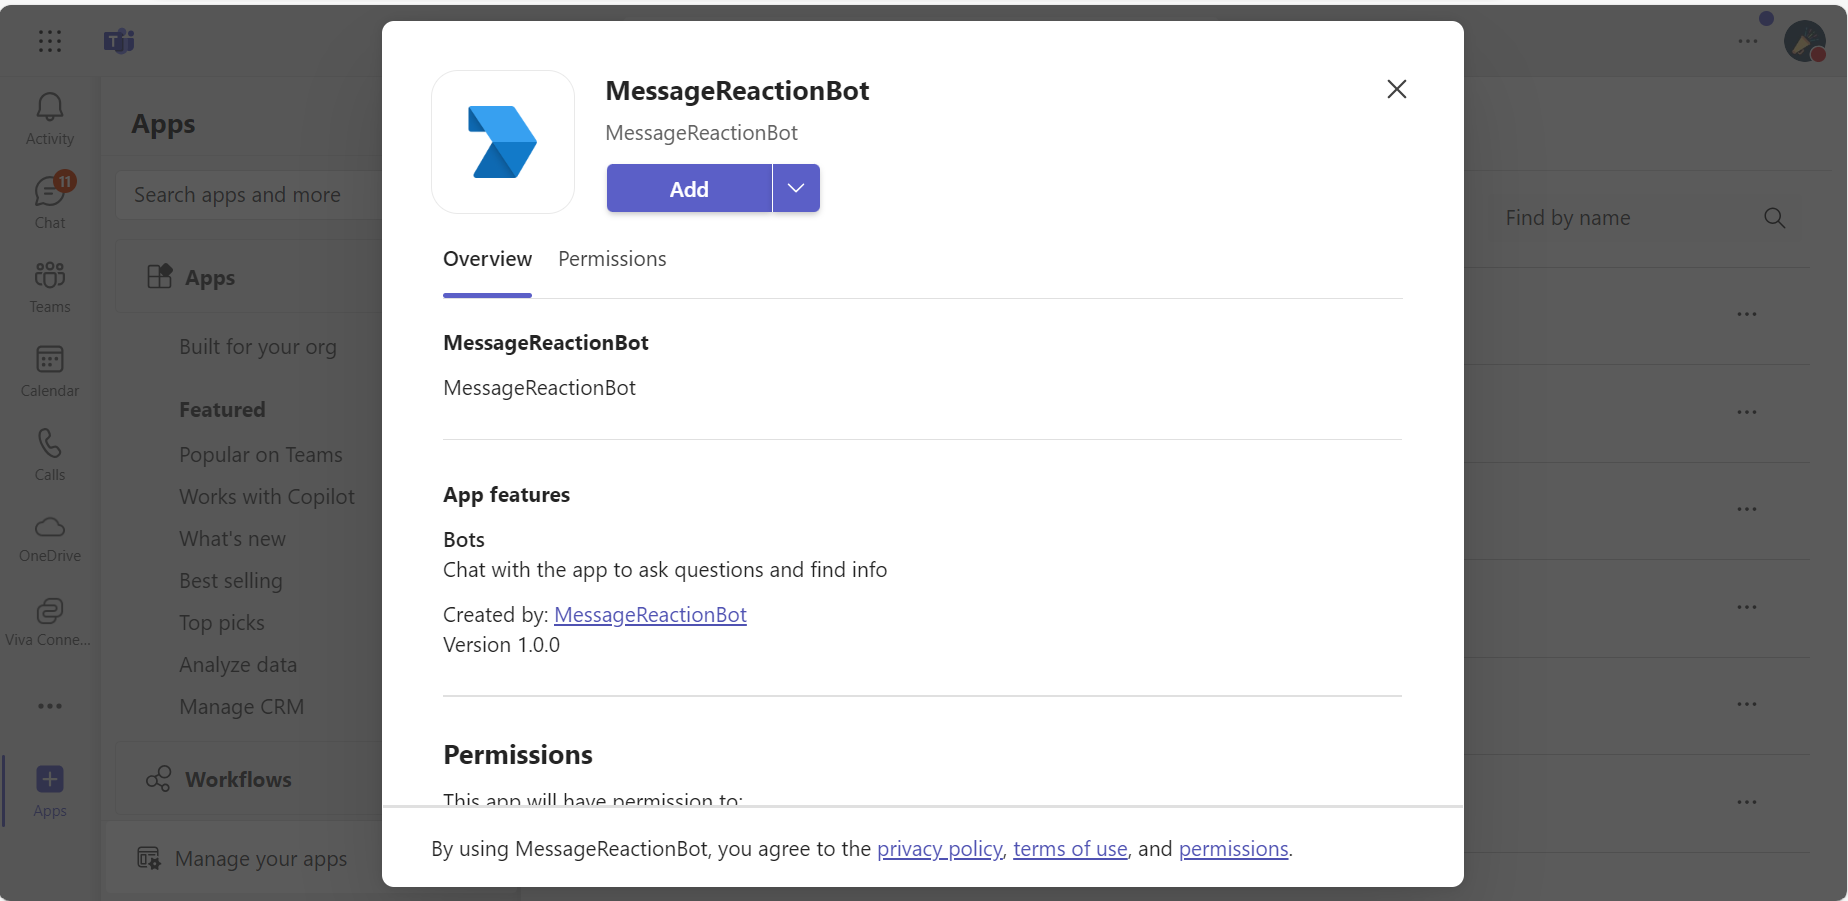 Activity
11
Chat
Teams
Calendar
Calls
OneDrive
Viva Conne...
Apps
Apps
Search apps and more
Apps
Built for your org
Featured
Popular on Teams
Works with Copilot
What's new
Best selling
Top picks
Analyze data
Manage CRM
Workflows
Manage your apps
MessageReactionBot
MessageReactionBot
Add
Overview Permissions
MessageReactionBot
MessageReactionBot
App features
Bots
Chat with the app to ask questions and find info
Created by: MessageReactionBot
Version 1.0.0
Permissions
This app will have permission to:
By using MessageReactionBot, you agree to the privacy policy, terms of use, and permissions.
Find by name